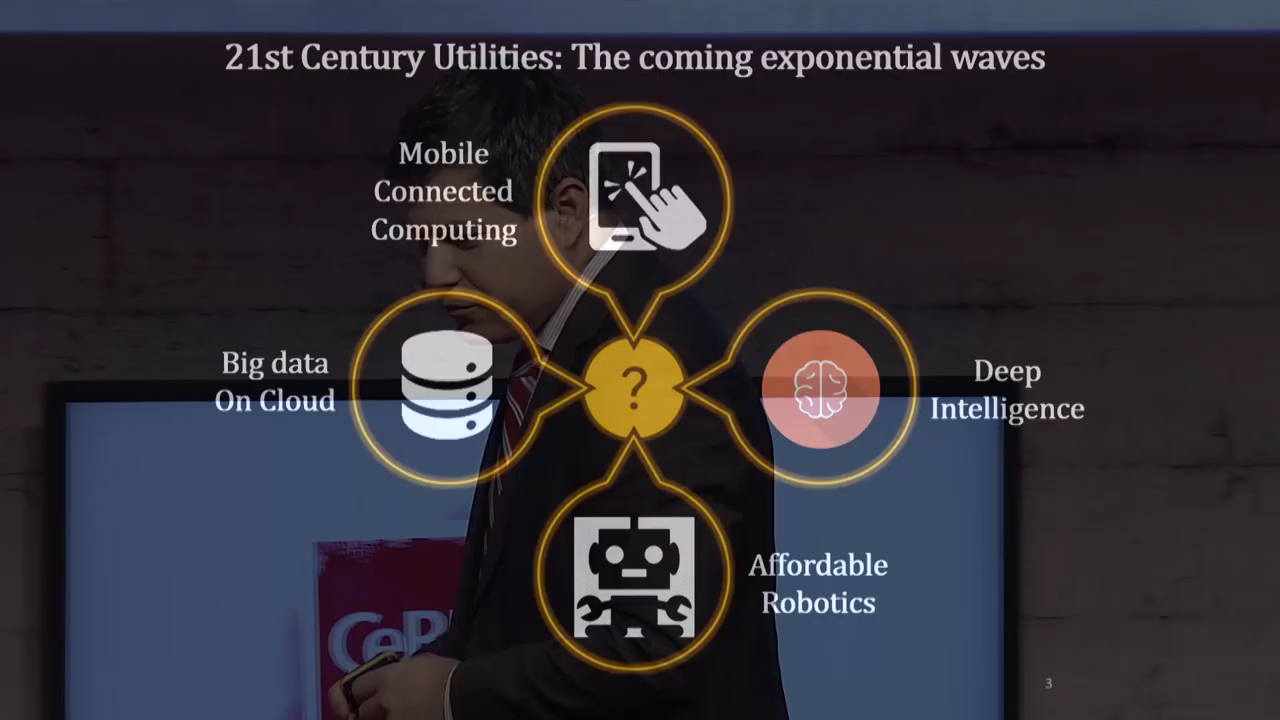 21st Century Utilities: The coming exponential waves
Mobile
Connected
Computing
Big data
On Cloud
?
Deep
Intelligence
Affordable
Robotics
3